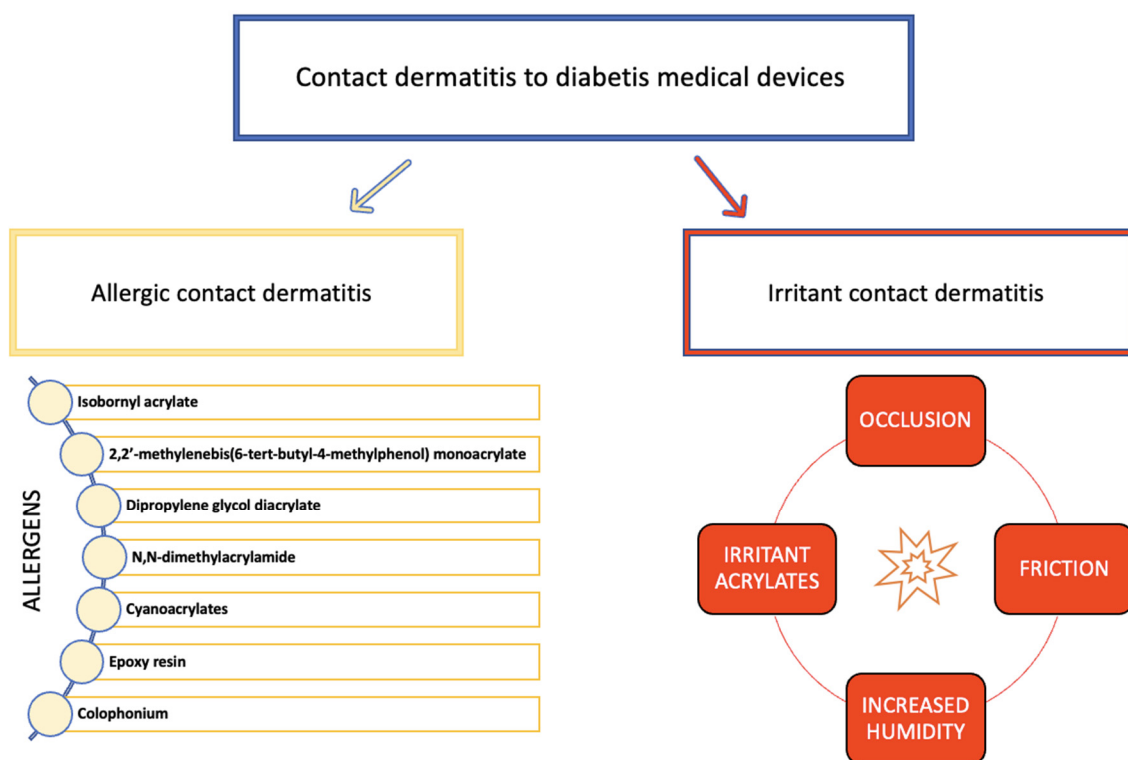 Contact dermatitis to diabetis medical devices
Allergic contact dermatitis
Irritant contact dermatitis
ALLERGENS
Isobornyl acrylate
2,2’-methylenebis(6-tert-butyl-4-methylphenol) monoacrylate
Dipropylene glycol diacrylate
N,N-dimethylacrylamide
Cyanoacrylates
Epoxy resin
Colophonium
OCCLUSION
FRICTION
INCREASED
HUMIDITY
IRRITANT
ACRYLATES